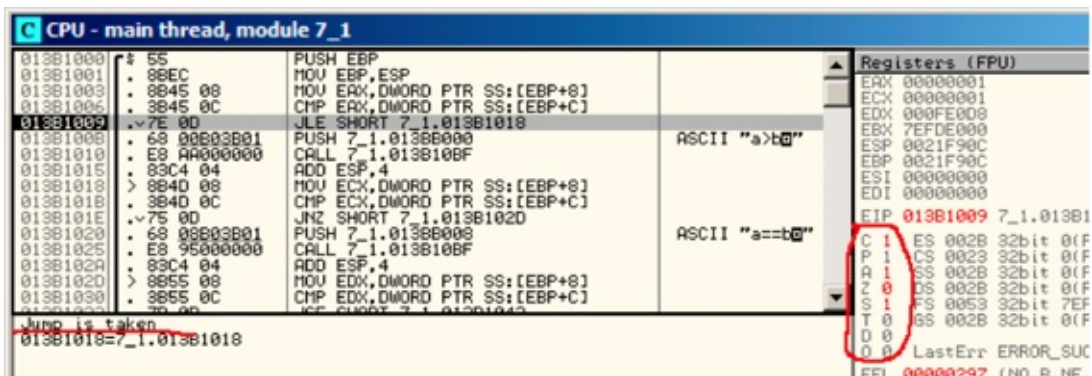 C CPU - main thread, module 7_1
013B1000 $ 55 PUSH EBP
013B1001 . 8BEC MOV EBP,ESP
013B1003 . 8B45 08 MOV EAX,DWORD PTR SS:[EBP+8]
013B1006 . 3B45 0C CMP EAX,DWORD PTR SS:[EBP+C]
013B1009 .v7E 0D JLE SHORT 7_1.013B1018
013B100B . 68 00B03B01 PUSH 7_1.013BB000 ASCII "a>b
013B1010 . E8 AA000000 CALL 7_1.013B10BF
013B1015 . 83C4 04 ADD ESP,4
013B1018 > 8B4D 08 MOV ECX,DWORD PTR SS:[EBP+8]
013B101B . 3B4D 0C CMP ECX,DWORD PTR SS:[EBP+C]
013B101E .v75 0D JNZ SHORT 7_1.013B102D
013B1020 . 68 08B03B01 PUSH 7_1.013BB008 ASCII "a==b
013B1025 . E8 95000000 CALL 7_1.013B10BF
013B102A . 83C4 04 ADD ESP,4
013B102D > 8B55 08 MOV EDX,DWORD PTR SS:[EBP+8]
013B1030 . 3B55 0C CMP EDX,DWORD PTR SS:[EBP+C]
Jump is taken
013B1018=7_1.013B1018
Registers (FPU)
EAX 00000001
ECX 00000001
EDX 000FE0D8
EBX 7EFDE000
ESP 0021F90C
EBP 0021F90C
ESI 00000000
EDI 00000000
EIP 013B1009 7_1.013B1
C 1 ES 002B 32bit 0(F
P 1 CS 0023 32bit 0(F
A 1 SS 002B 32bit 0(F
Z 0 DS 002B 32bit 0(F
S 1 FS 0053 32bit 7EF
T 0 GS 002B 32bit 0(F
D 0
O 0 LastErr ERROR_SUC
EFL 00000297 (NO,B,NE